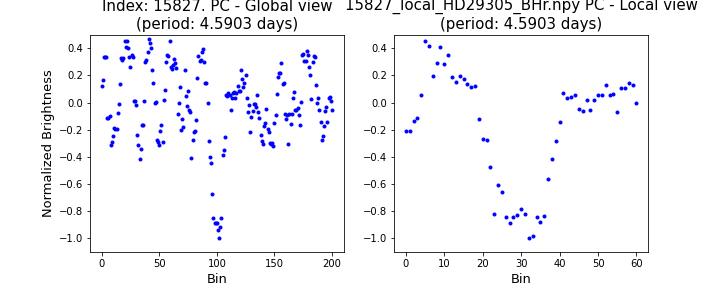 Index: 15827. PC - Global view
(period: 4.5903 days)
15827_local_HD29305_BHr.npy PC - Local view
(period: 4.5903 days)
Normalized Brightness
0.4
0.2
0.0
−0.2
−0.4
−0.6
−0.8
−1.0
0 50 100 150 200
Bin
0.4
0.2
0.0
−0.2
−0.4
−0.6
−0.8
−1.0
0 10 20 30 40 50 60
Bin